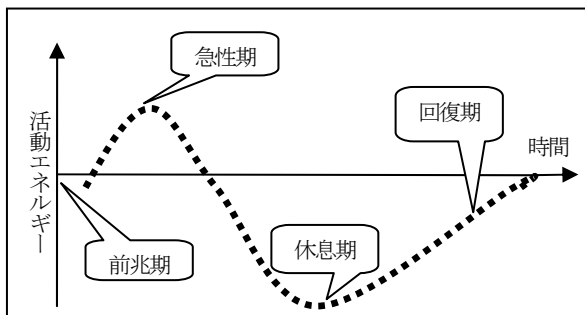 急性期
回復期
活動エネルギー
時間
前兆期
休息期